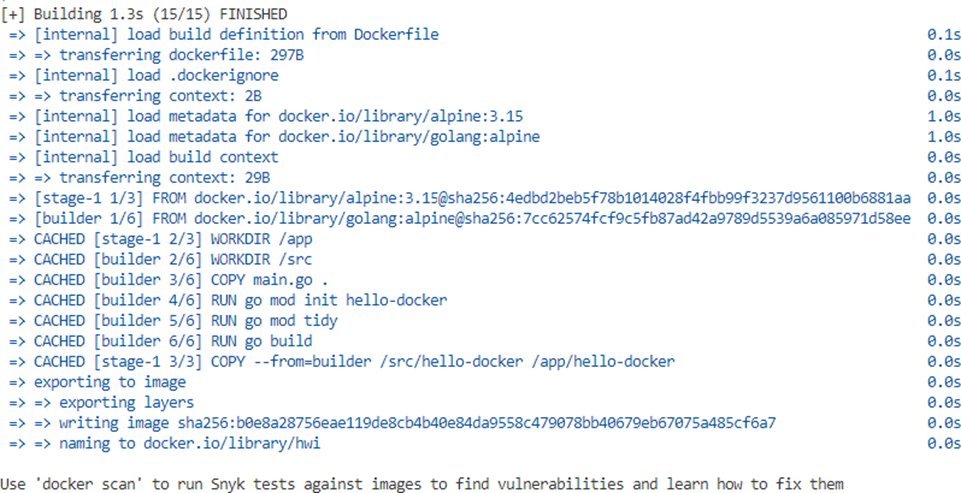 [+] Building 1.3s (15/15) FINISHED
=> [internal] load build definition from Dockerfile 0.1s
=> => transferring dockerfile: 297B 0.0s
=> [internal] load .dockerignore 0.1s
=> => transferring context: 2B 0.0s
=> [internal] load metadata for docker.io/library/alpine:3.15 1.0s
=> [internal] load metadata for docker.io/library/golang:alpine 1.0s
=> [internal] load build context 0.0s
=> => transferring context: 29B 0.0s
=> [stage-1 1/3] FROM docker.io/library/alpine:3.15@sha256:4edbd2beb5f78b1014028f4fbb99f3237d9561100b6881aa 0.0s
=> [builder 1/6] FROM docker.io/library/golang:alpine@sha256:7cc62574fcf9c5fb87ad42a9789d5539a6a085971d58ee 0.0s
=> CACHED [stage-1 2/3] WORKDIR /app 0.0s
=> CACHED [builder 2/6] WORKDIR /src 0.0s
=> CACHED [builder 3/6] COPY main.go . 0.0s
=> CACHED [builder 4/6] RUN go mod init hello-docker 0.0s
=> CACHED [builder 5/6] RUN go mod tidy 0.0s
=> CACHED [builder 6/6] RUN go build 0.0s
=> CACHED [stage-1 3/3] COPY --from=builder /src/hello-docker /app/hello-docker 0.0s
=> exporting to image 0.0s
=> => exporting layers 0.0s
=> => writing image sha256:b0e8a28756eae119de8cb4b40e84da9558c479078bb40679eb67075a485cf6a7 0.0s
=> => naming to docker.io/library/hwi 0.0s
Use 'docker scan' to run Snyk tests against images to find vulnerabilities and learn how to fix them